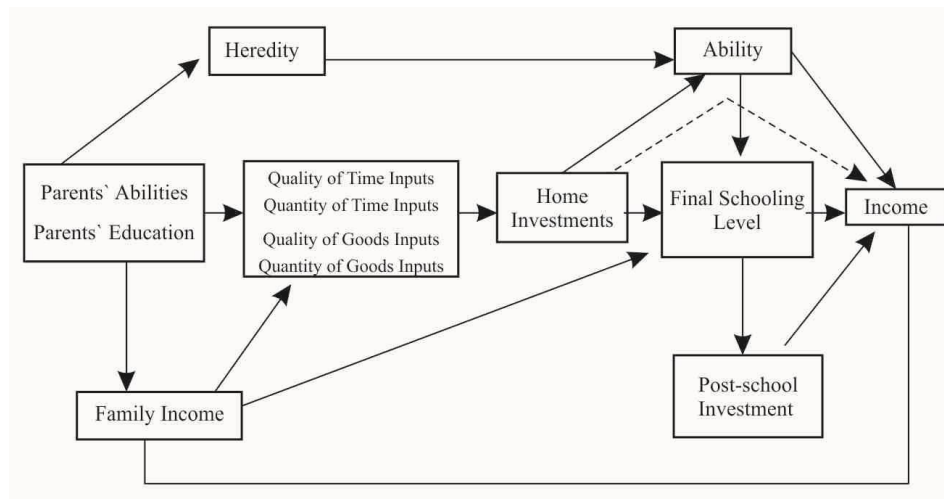 Heredity
Ability
Parents` Abilities
Parents` Education
Quality of Time Inputs
Quantity of Time Inputs
Quality of Goods Inputs
Quantity of Goods Inputs
Home
Investments
Final Schooling
Level
Income
Family Income
Post-school
Investment